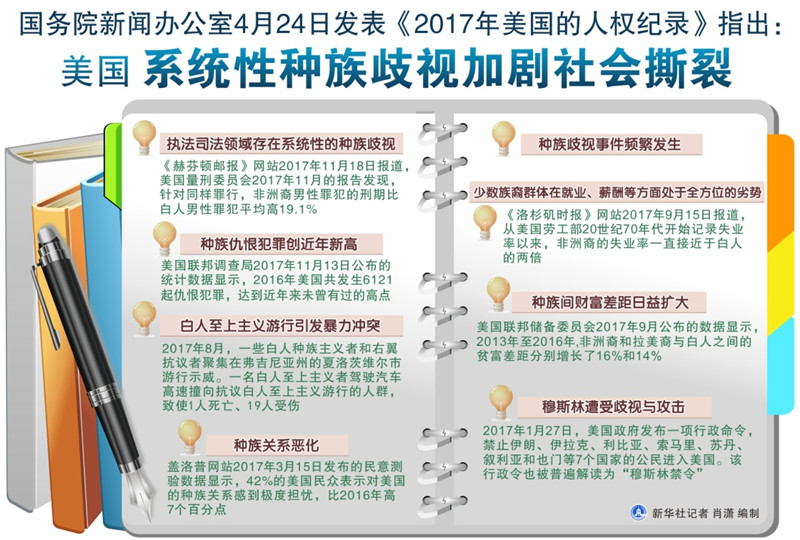 国务院新闻办公室4月24日发表《2017年美国的人权纪录》指出：
美国 系统性种族歧视加剧社会撕裂
执法司法领域存在系统性的种族歧视
《赫芬顿邮报》网站2017年11月18日报道，
美国量刑委员会2017年11月的报告发现，
针对同样罪行，非洲裔男性罪犯的刑期比
白人男性罪犯平均高19.1%
种族仇恨犯罪创近年新高
美国联邦调查局2017年11月13日公布的
统计数据显示，2016年美国共发生6121
起仇恨犯罪，达到近年来未曾有过的高点
白人至上主义游行引发暴力冲突
2017年8月，一些白人种族主义者和右翼
抗议者聚集在弗吉尼亚州的夏洛茨维尔市
游行示威。一名白人至上主义者驾驶汽车
高速撞向抗议白人至上主义游行的人群，
致使1人死亡、19人受伤
种族关系恶化
盖洛普网站2017年3月15日发布的民意测
验数据显示，42%的美国民众表示对美国
的种族关系感到极度担忧，比2016年高
7个百分点
种族歧视事件频繁发生
少数族裔群体在就业、薪酬等方面处于全方位的劣势
《洛杉矶时报》网站2017年9月15日报道，
从美国劳工部20世纪70年代开始记录失业
率以来，非洲裔的失业率一直接近于白人
的两倍
种族间财富差距日益扩大
美国联邦储备委员会2017年9月公布的数据显示，
2013年至2016年,非洲裔和拉美裔与白人之间的
贫富差距分别增长了16%和14%
穆斯林遭受歧视与攻击
2017年1月27日，美国政府发布一项行政命令，
禁止伊朗、伊拉克、利比亚、索马里、苏丹、
叙利亚和也门等7个国家的公民进入美国。该
行政令也被普遍解读为“穆斯林禁令”
新华社记者 肖潇 编制